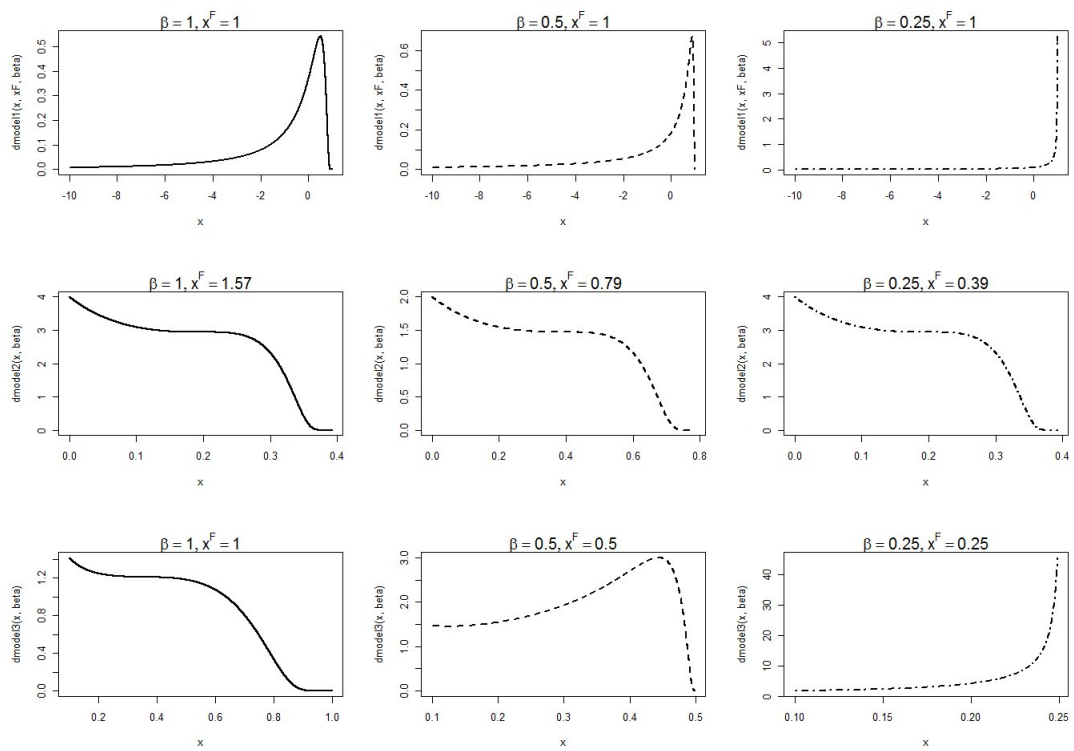 β = 1, x^F = 1
dmodel1(x, xF, beta)
0.0 0.1 0.2 0.3 0.4 0.5
-10 -8 -6 -4 -2 0
x
β = 0.5, x^F = 1
dmodel1(x, xF, beta)
0.0 0.2 0.4 0.6
-10 -8 -6 -4 -2 0
x
β = 0.25, x^F = 1
dmodel1(x, xF, beta)
0 1 2 3 4 5
-10 -8 -6 -4 -2 0
x
β = 1, x^F = 1.57
dmodel2(x, beta)
0 1 2 3 4
0.0 0.1 0.2 0.3 0.4
x
β = 0.5, x^F = 0.79
dmodel2(x, beta)
0.0 0.5 1.0 1.5 2.0
0.0 0.2 0.4 0.6 0.8
x
β = 0.25, x^F = 0.39
dmodel2(x, beta)
0 1 2 3 4
0.0 0.1 0.2 0.3 0.4
x
β = 1, x^F = 1
dmodel3(x, beta)
0.0 0.4 0.8 1.2
0.2 0.4 0.6 0.8 1.0
x
β = 0.5, x^F = 0.5
dmodel3(x, beta)
0.0 1.0 2.0 3.0
0.1 0.2 0.3 0.4 0.5
x
β = 0.25, x^F = 0.25
dmodel3(x, beta)
0 10 20 30 40
0.10 0.15 0.20 0.25
x